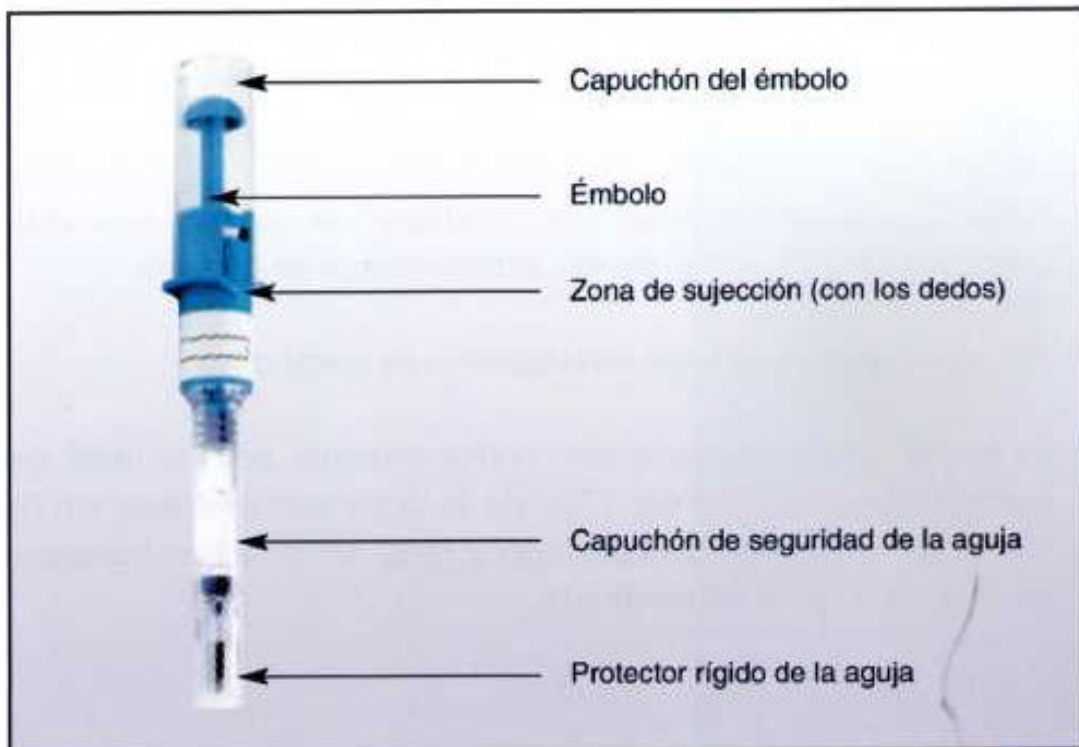 Capuchón del émbolo
Émbolo
Zona de sujección (con los dedos)
Capuchón de seguridad de la aguja
Protector rígido de la aguja